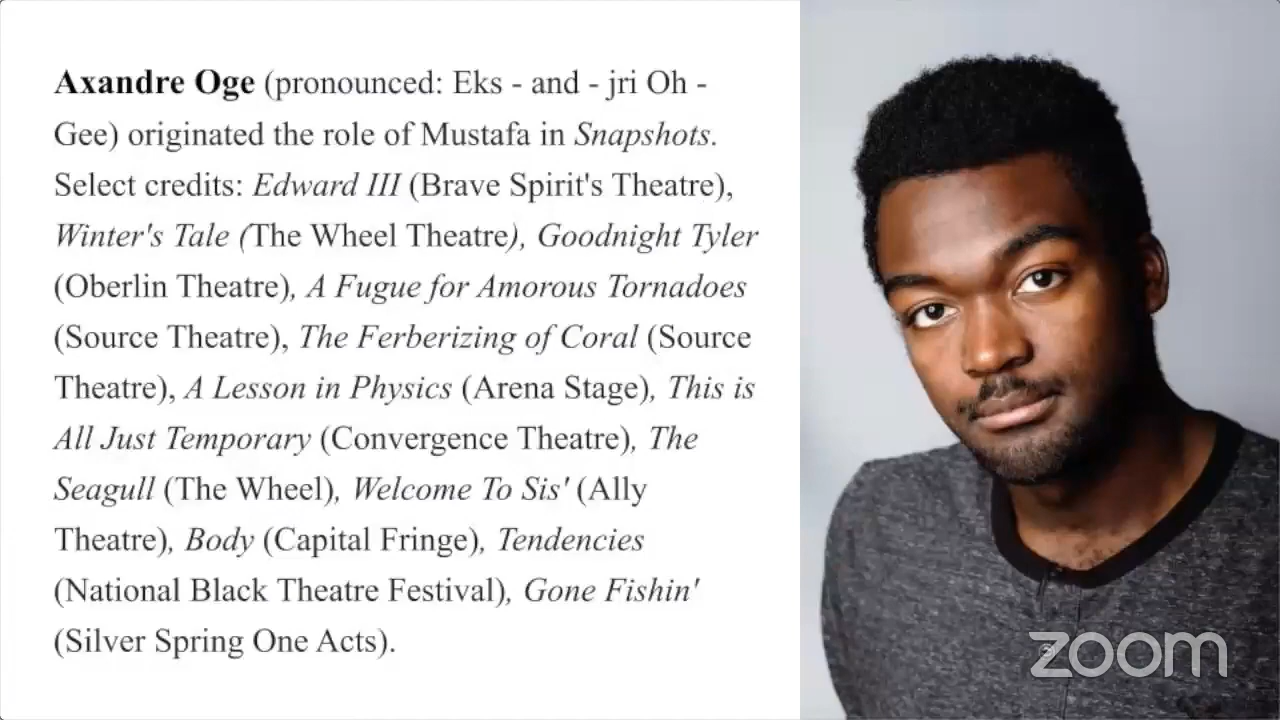 Axandre Oge (pronounced: Eks - and - jri Oh -
Gee) originated the role of Mustafa in Snapshots.
Select credits: Edward III (Brave Spirit's Theatre),
Winter's Tale (The Wheel Theatre), Goodnight Tyler
(Oberlin Theatre), A Fugue for Amorous Tornadoes
(Source Theatre), The Ferberizing of Coral (Source
Theatre), A Lesson in Physics (Arena Stage), This is
All Just Temporary (Convergence Theatre), The
Seagull (The Wheel), Welcome To Sis' (Ally
Theatre), Body (Capital Fringe), Tendencies
(National Black Theatre Festival), Gone Fishin'
(Silver Spring One Acts).
zoom